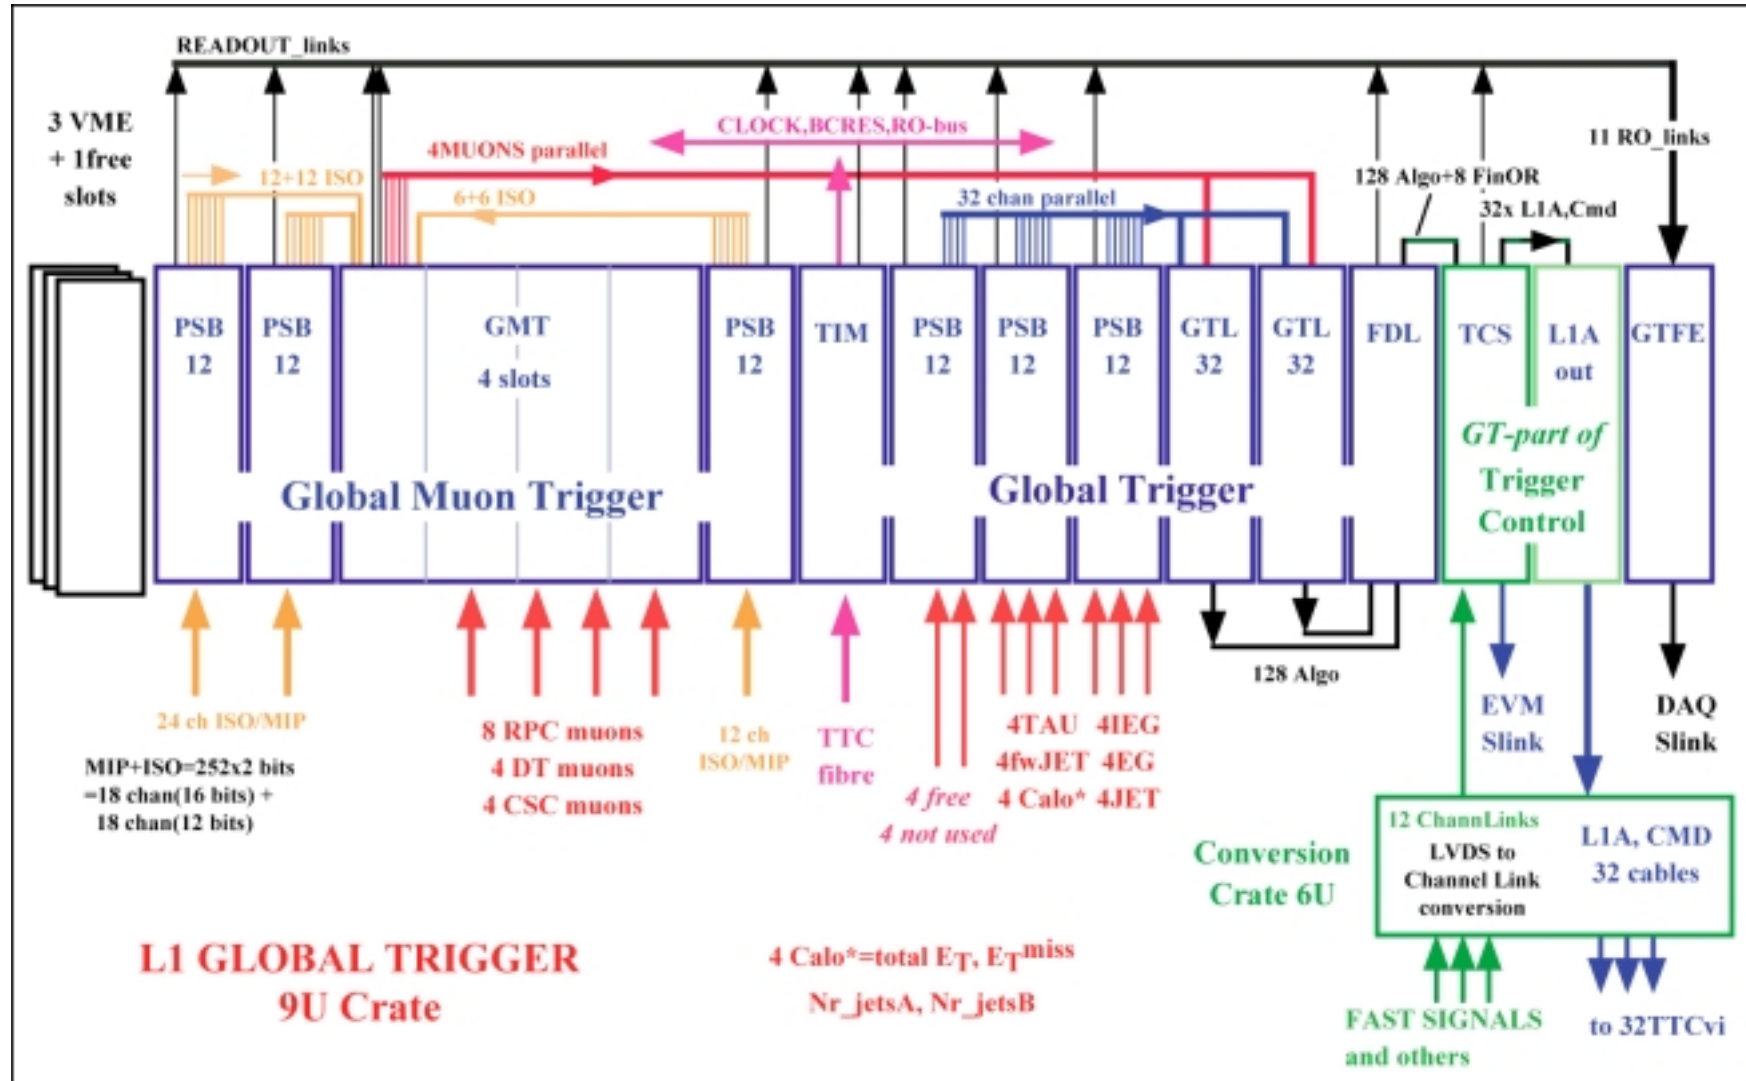 READOUT_links
3 VME
+ 1free
slots
CLOCK,BCRES,RO-bus
11 RO_links
4MUONS parallel
12+12 ISO
6+6 ISO
32 chan parallel
128 Algo+8 FinOR
32x L1A,Cmd
PSB
12
PSB
12
GMT
4 slots
PSB
12
TIM
PSB
12
PSB
12
PSB
12
GTL
32
GTL
32
FDL
TCS
L1A
out
GTFE
GT-part of
Trigger
Control
Global Muon Trigger
Global Trigger
24 ch ISO/MIP
MIP+ISO=252x2 bits
=18 chan(16 bits) +
18 chan(12 bits)
8 RPC muons
4 DT muons
4 CSC muons
12 ch
ISO/MIP
TTC
fibre
4 free
4 not used
4TAU
4fwJET
4 Calo*
4IEG
4EG
4JET
128 Algo
EVM
Slink
DAQ
Slink
Conversion
Crate 6U
12 ChannLinks
LVDS to
Channel Link
conversion
L1A, CMD
32 cables
L1 GLOBAL TRIGGER
9U Crate
4 Calo*=total ET, ETmiss
Nr_jetsA, Nr_jetsB
FAST SIGNALS
and others
to 32TTCvi